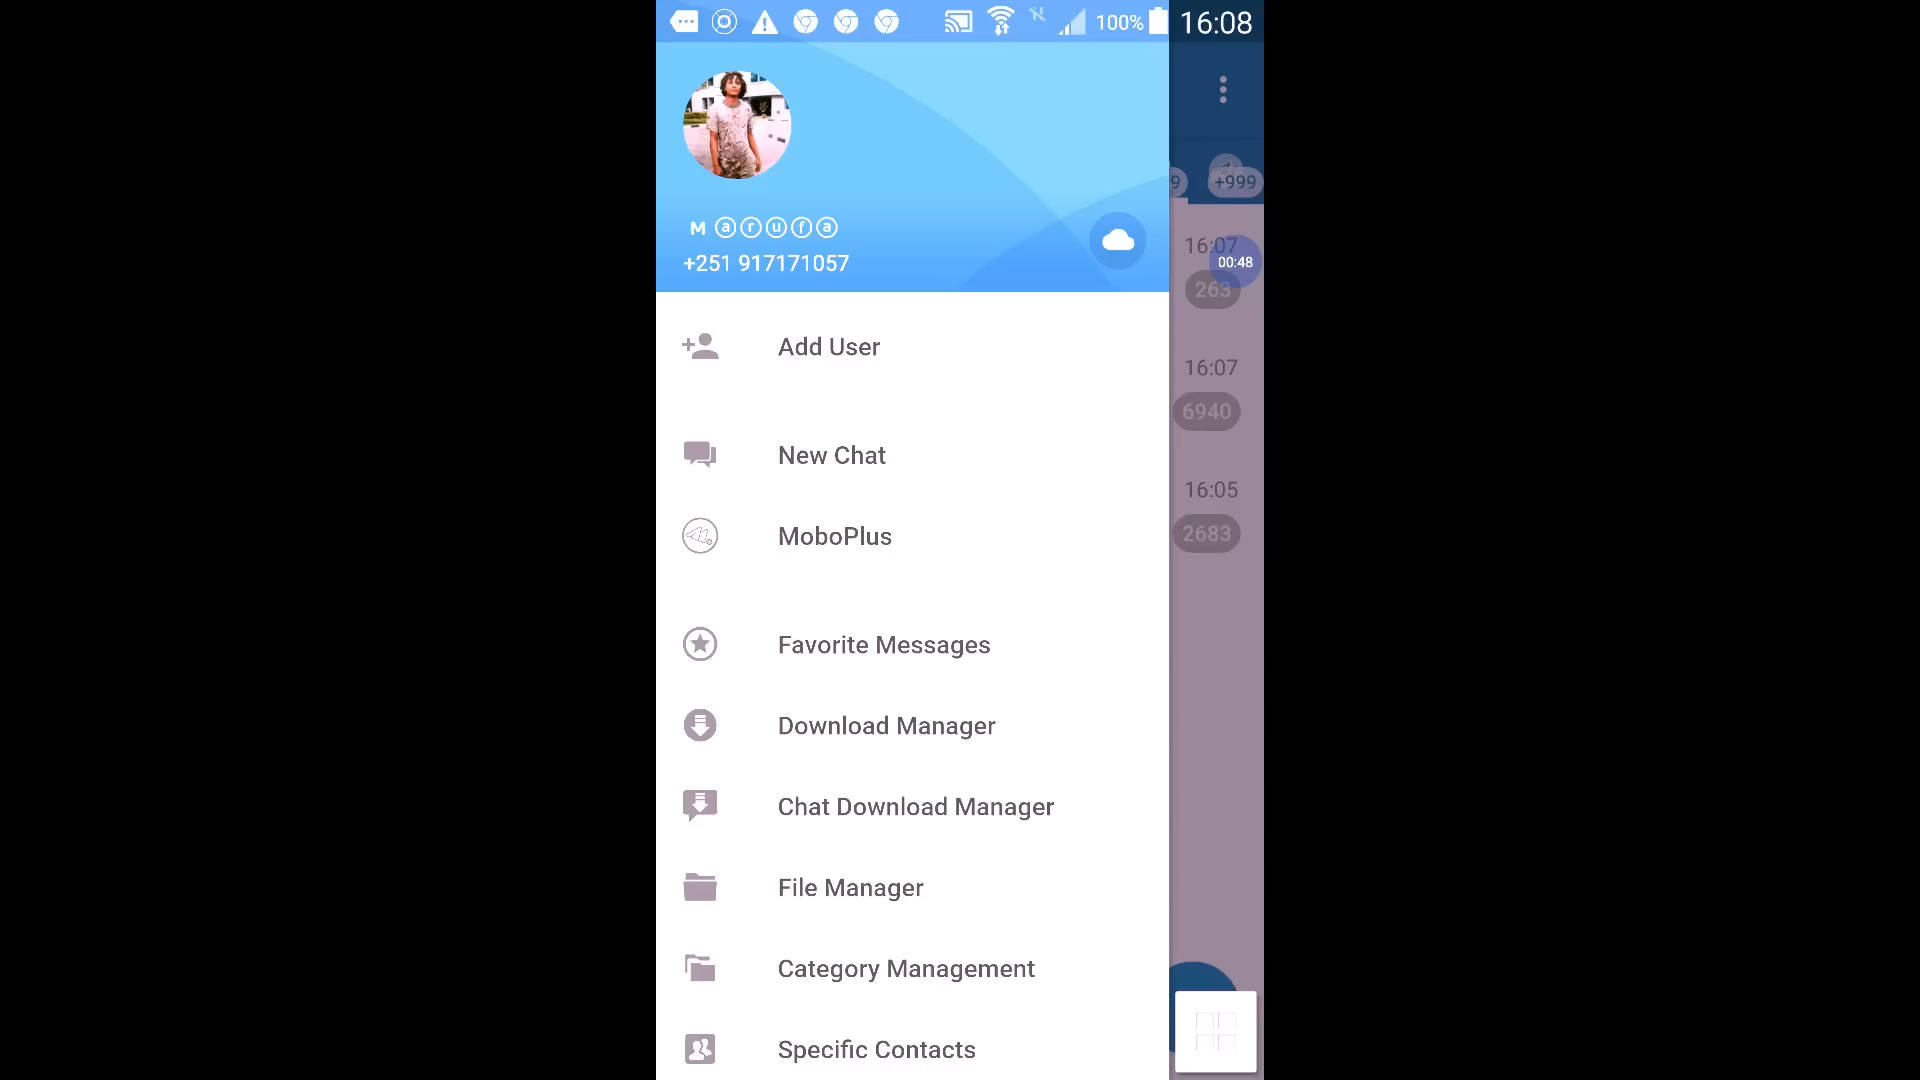 100% 16:08
9 +999
M ⓐⓡⓤⓕⓐ
+251 917171057
16:07
00:48
263
Add User
16:07
6940
New Chat
16:05
2683
MoboPlus
Favorite Messages
Download Manager
Chat Download Manager
File Manager
Category Management
Specific Contacts